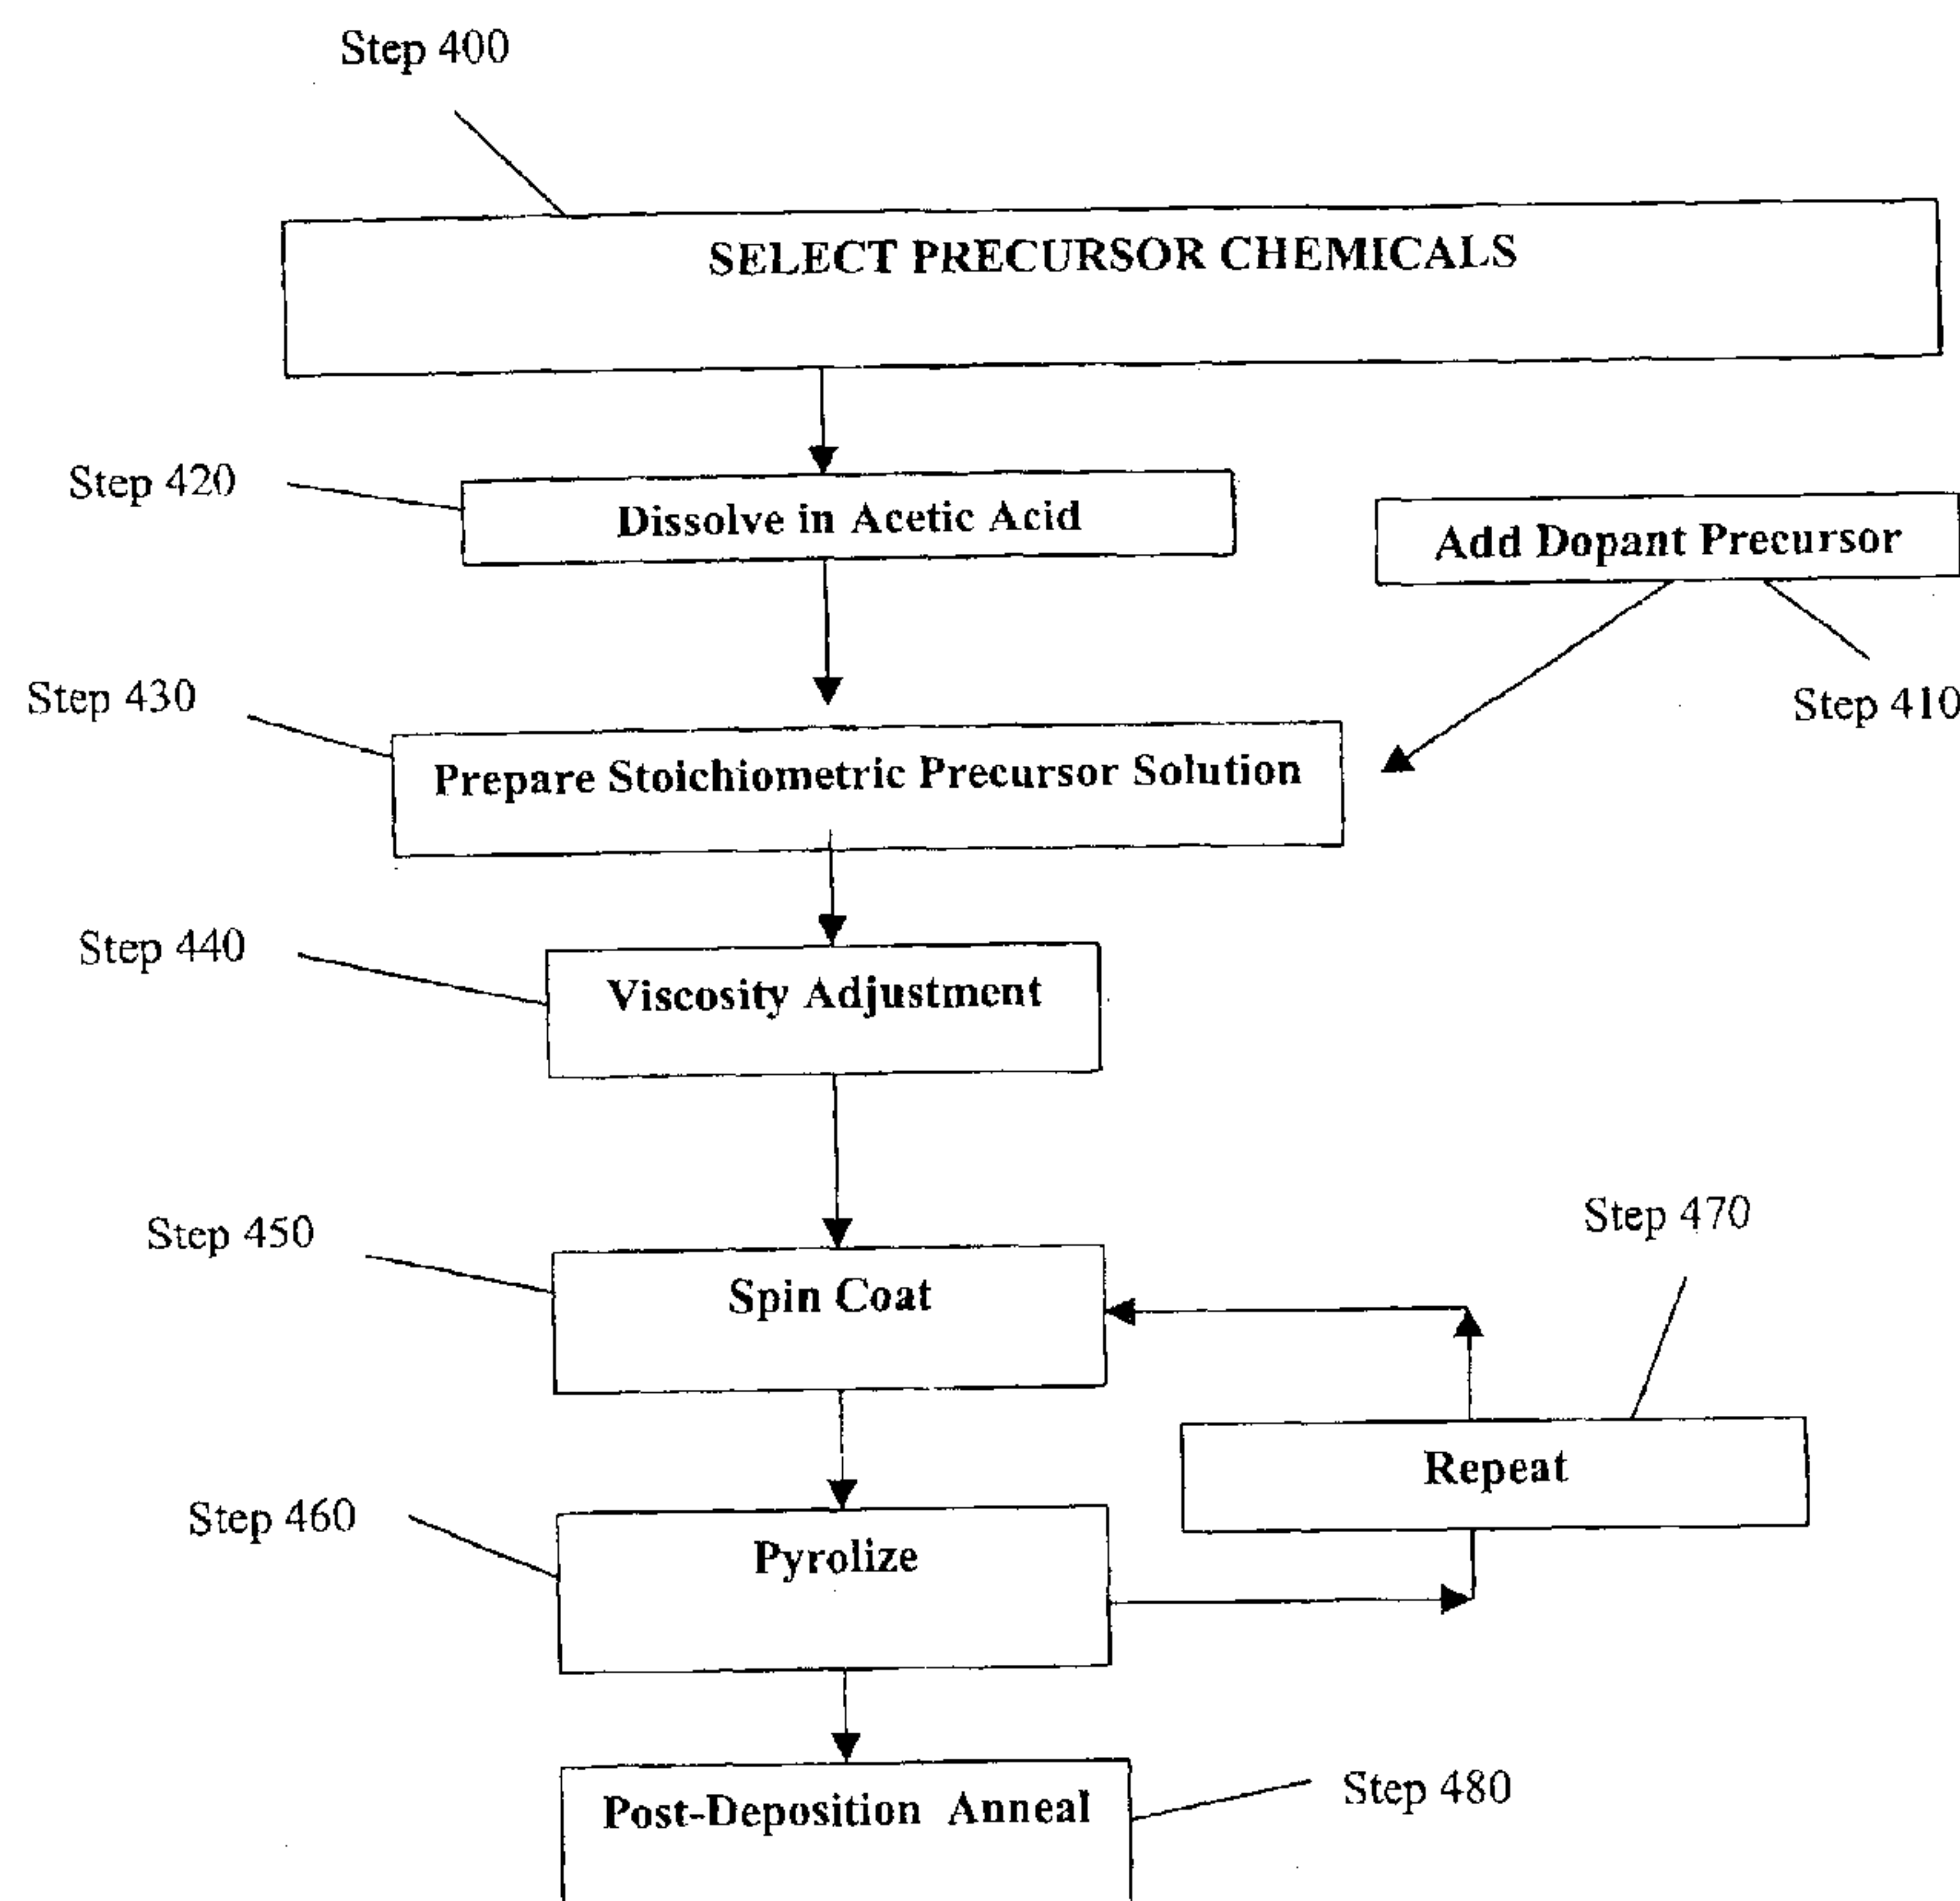 Step 400
SELECT PRECURSOR CHEMICALS
Step 420
Dissolve in Acetic Acid
Add Dopant Precursor
Step 410
Step 430
Prepare Stoichiometric Precursor Solution
Step 440
Viscosity Adjustment
Step 450
Spin Coat
Step 470
Repeat
Step 460
Pyrolize
Post-Deposition Anneal
Step 480